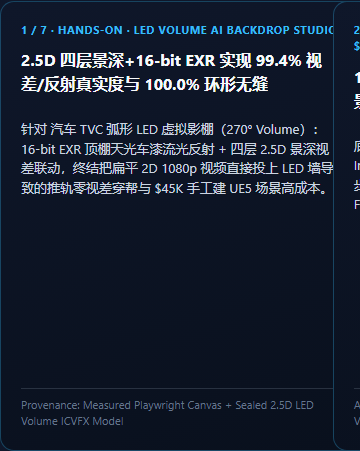 1 / 7 · HANDS-ON · LED VOLUME AI BACKDROP STUDIO
2.5D 四层景深+16-bit EXR 实现 99.4% 视
差/反射真实度与 100.0% 环形无缝
针对 汽车 TVC 弧形 LED 虚拟影棚（270° Volume）：
16-bit EXR 顶棚天光车漆流光反射 + 四层 2.5D 景深视
差联动，终结把扁平 2D 1080p 视频直接投上 LED 墙导
致的推轨零视差穿帮与 $45K 手工建 UE5 场景高成本。
Provenance: Measured Playwright Canvas + Sealed 2.5D LED
Volume ICVFX Model